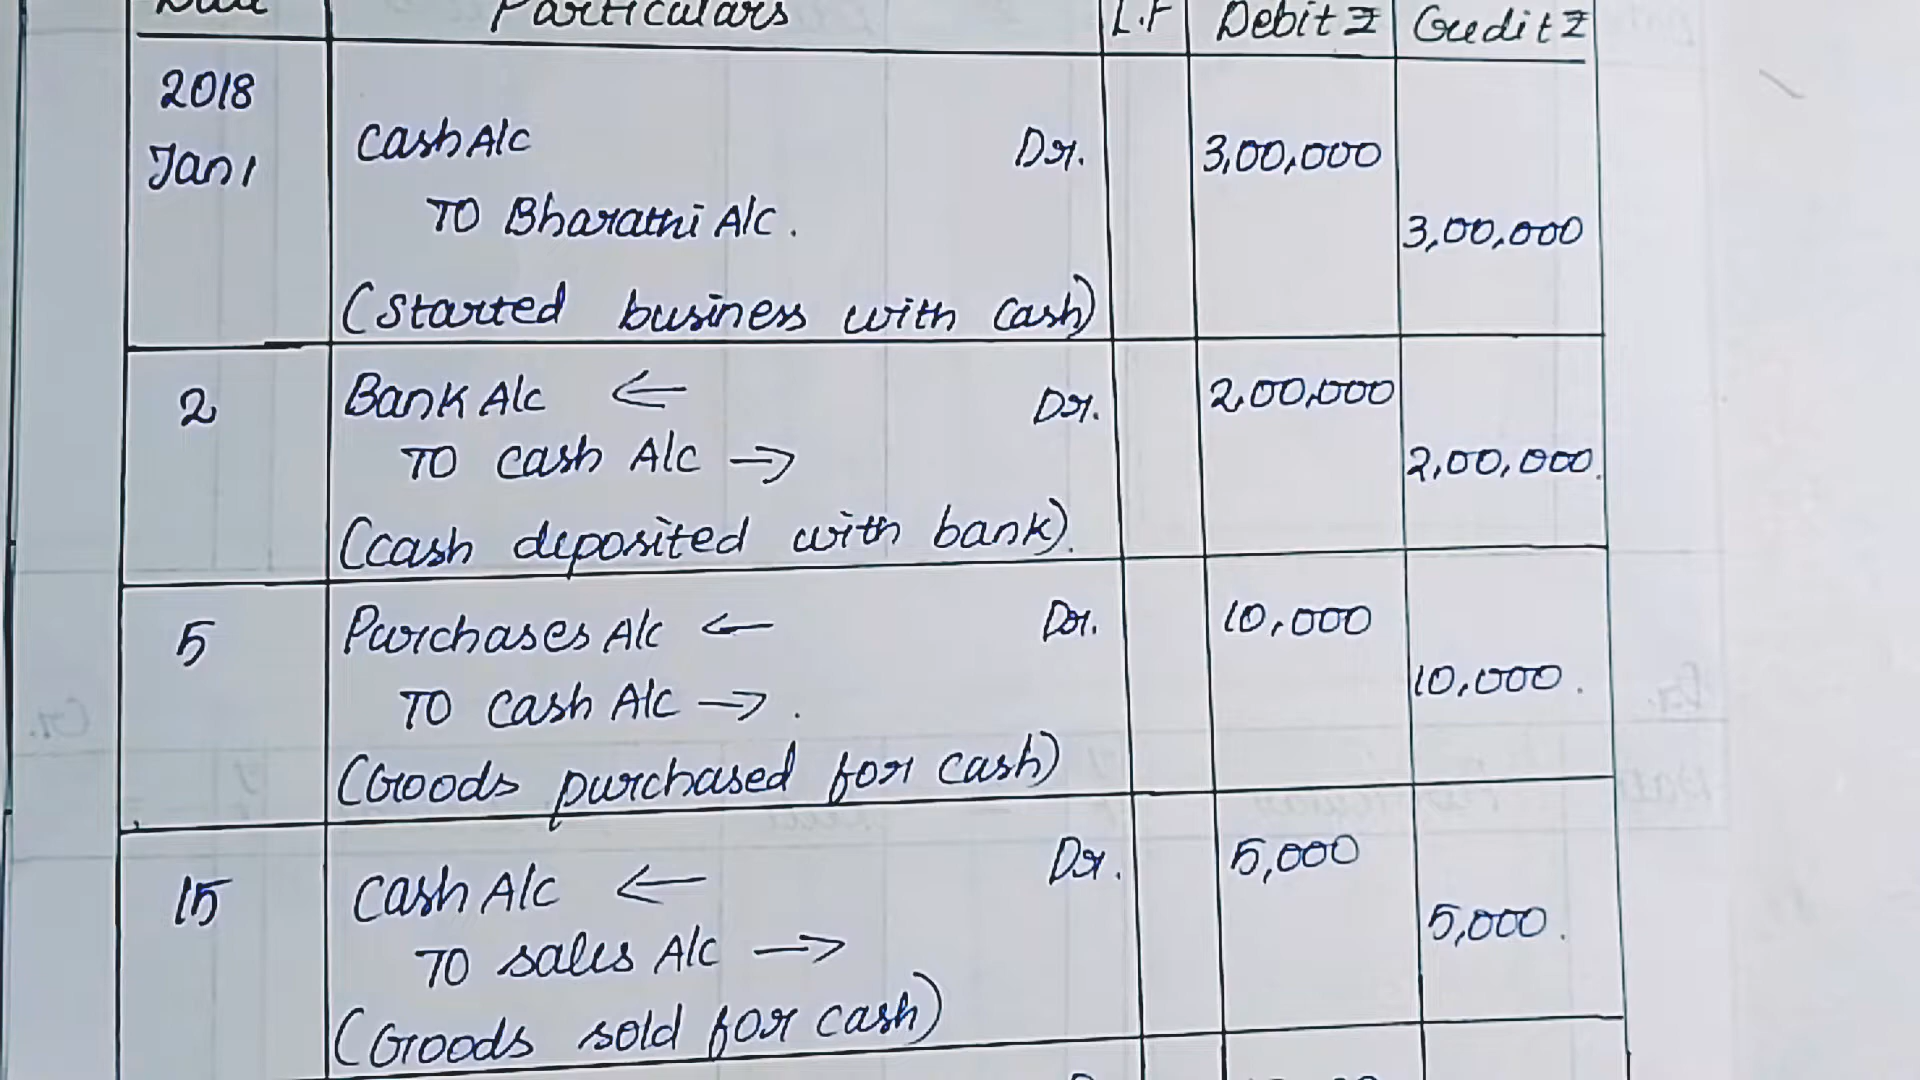 Date Particulars L.F Debit ₹ Credit ₹
2018
Jan 1 Cash A/c Dr. 3,00,000
TO Bharathi A/c. 3,00,000
(Started business with cash)
2 Bank A/c ← Dr. 2,00,000
TO cash A/c → 2,00,000.
(cash deposited with bank).
5 Purchases A/c ← Dr. 10,000
TO cash A/c → . 10,000.
(Goods purchased for cash)
15 Cash A/c ← Dr. 5,000
TO sales A/c → 5,000.
(Goods sold for cash)